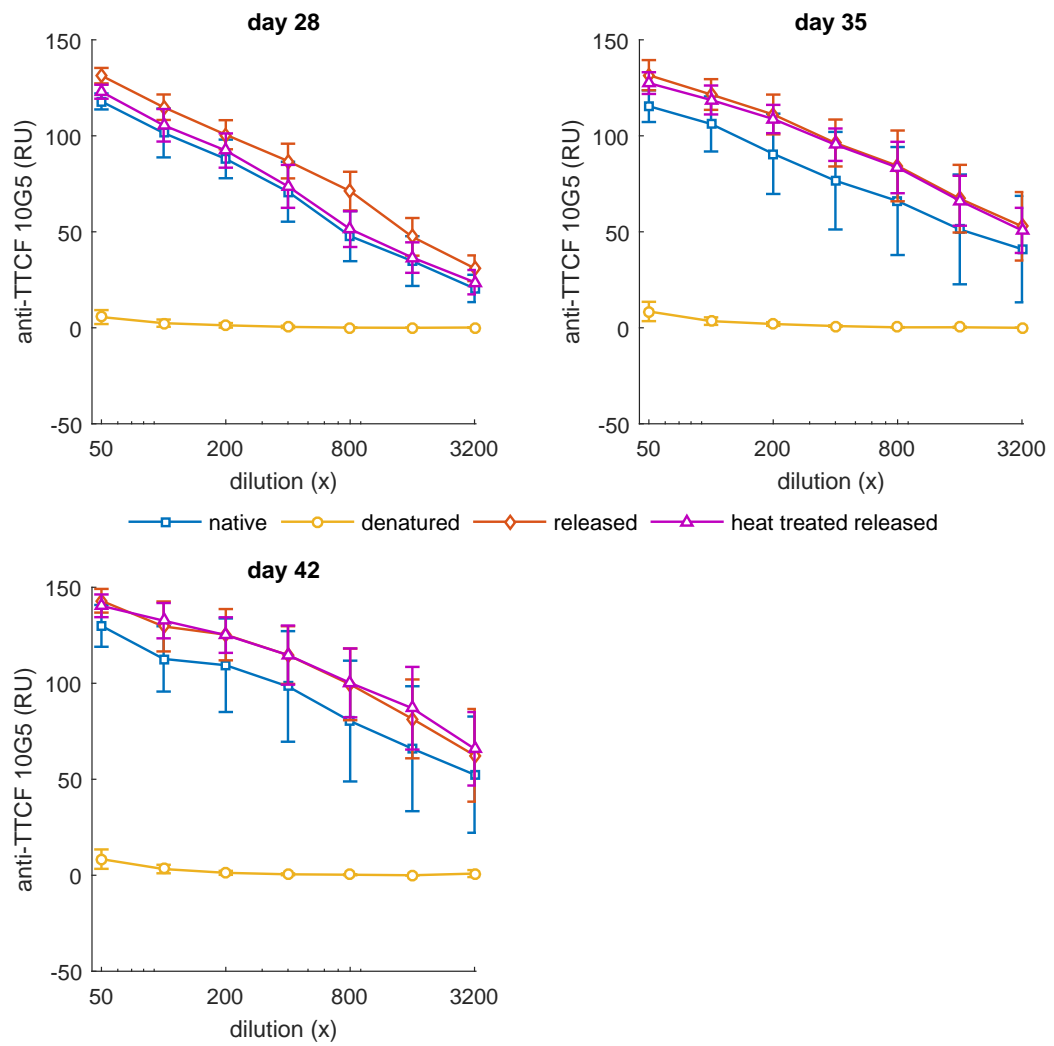 day 28
150
100
50
0
-50
anti-TTCF 10G5 (RU)
50 200 800 3200
dilution (x)
day 35
150
100
50
0
-50
anti-TTCF 10G5 (RU)
50 200 800 3200
dilution (x)
native denatured released heat treated released
day 42
150
100
50
0
-50
anti-TTCF 10G5 (RU)
50 200 800 3200
dilution (x)